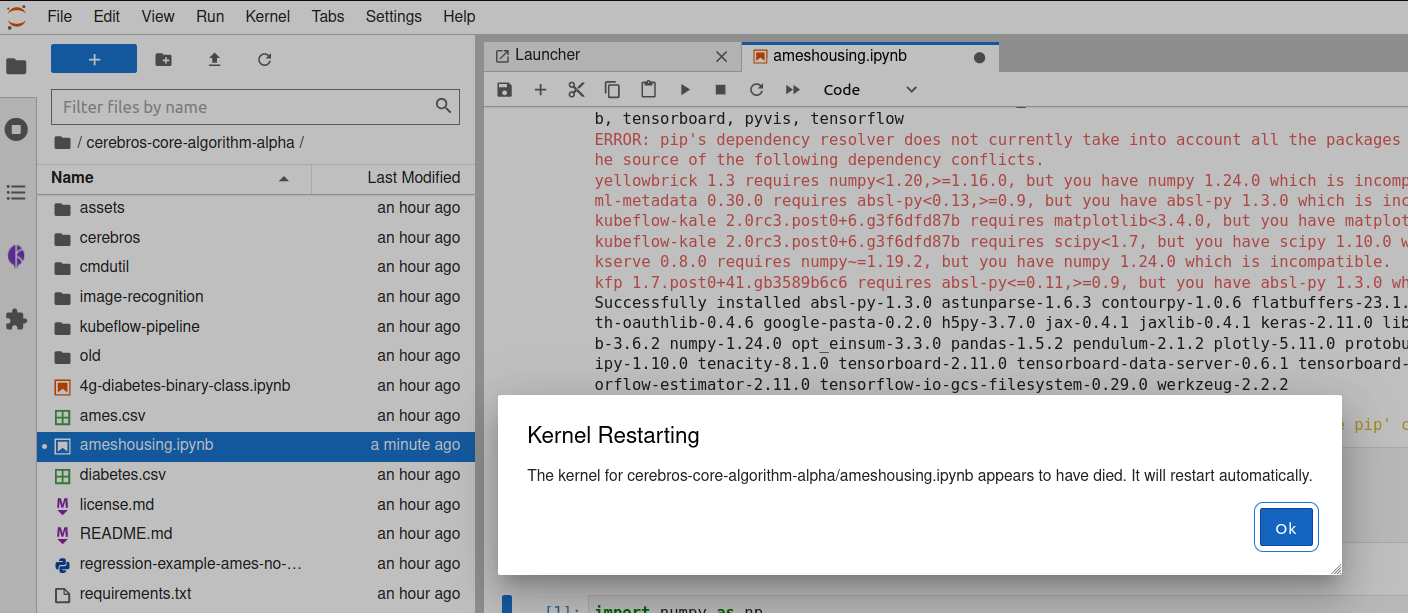 File Edit View Run Kernel Tabs Settings Help
Filter files by name
/ cerebros-core-algorithm-alpha /
Name Last Modified
assets an hour ago
cerebros an hour ago
cmdutil an hour ago
image-recognition an hour ago
kubeflow-pipeline an hour ago
old an hour ago
4g-diabetes-binary-class.ipynb an hour ago
ames.csv an hour ago
ameshousing.ipynb a minute ago
diabetes.csv an hour ago
license.md an hour ago
README.md an hour ago
regression-example-ames-no-… an hour ago
requirements.txt an hour ago
Launcher ameshousing.ipynb
Code
b, tensorboard, pyvis, tensorflow
ERROR: pip's dependency resolver does not currently take into account all the packages
he source of the following dependency conflicts.
yellowbrick 1.3 requires numpy<1.20,>=1.16.0, but you have numpy 1.24.0 which is incomp
ml-metadata 0.30.0 requires absl-py<0.13,>=0.9, but you have absl-py 1.3.0 which is inc
kubeflow-kale 2.0rc3.post0+6.g3f6dfd87b requires matplotlib<3.4.0, but you have matplot
kubeflow-kale 2.0rc3.post0+6.g3f6dfd87b requires scipy<1.7, but you have scipy 1.10.0 w
kserve 0.8.0 requires numpy~=1.19.2, but you have numpy 1.24.0 which is incompatible.
kfp 1.7.post0+41.gb3589b6c6 requires absl-py<=0.11,>=0.9, but you have absl-py 1.3.0 wh
Successfully installed absl-py-1.3.0 astunparse-1.6.3 contourpy-1.0.6 flatbuffers-23.1.
th-oauthlib-0.4.6 google-pasta-0.2.0 h5py-3.7.0 jax-0.4.1 jaxlib-0.4.1 keras-2.11.0 lib
b-3.6.2 numpy-1.24.0 opt_einsum-3.3.0 pandas-1.5.2 pendulum-2.1.2 plotly-5.11.0 protobu
ipy-1.10.0 tenacity-8.1.0 tensorboard-2.11.0 tensorboard-data-server-0.6.1 tensorboard-
orflow-estimator-2.11.0 tensorflow-io-gcs-filesystem-0.29.0 werkzeug-2.2.2
e pip' c
Kernel Restarting
The kernel for cerebros-core-algorithm-alpha/ameshousing.ipynb appears to have died. It will restart automatically.
Ok
[1]: import numpy as np